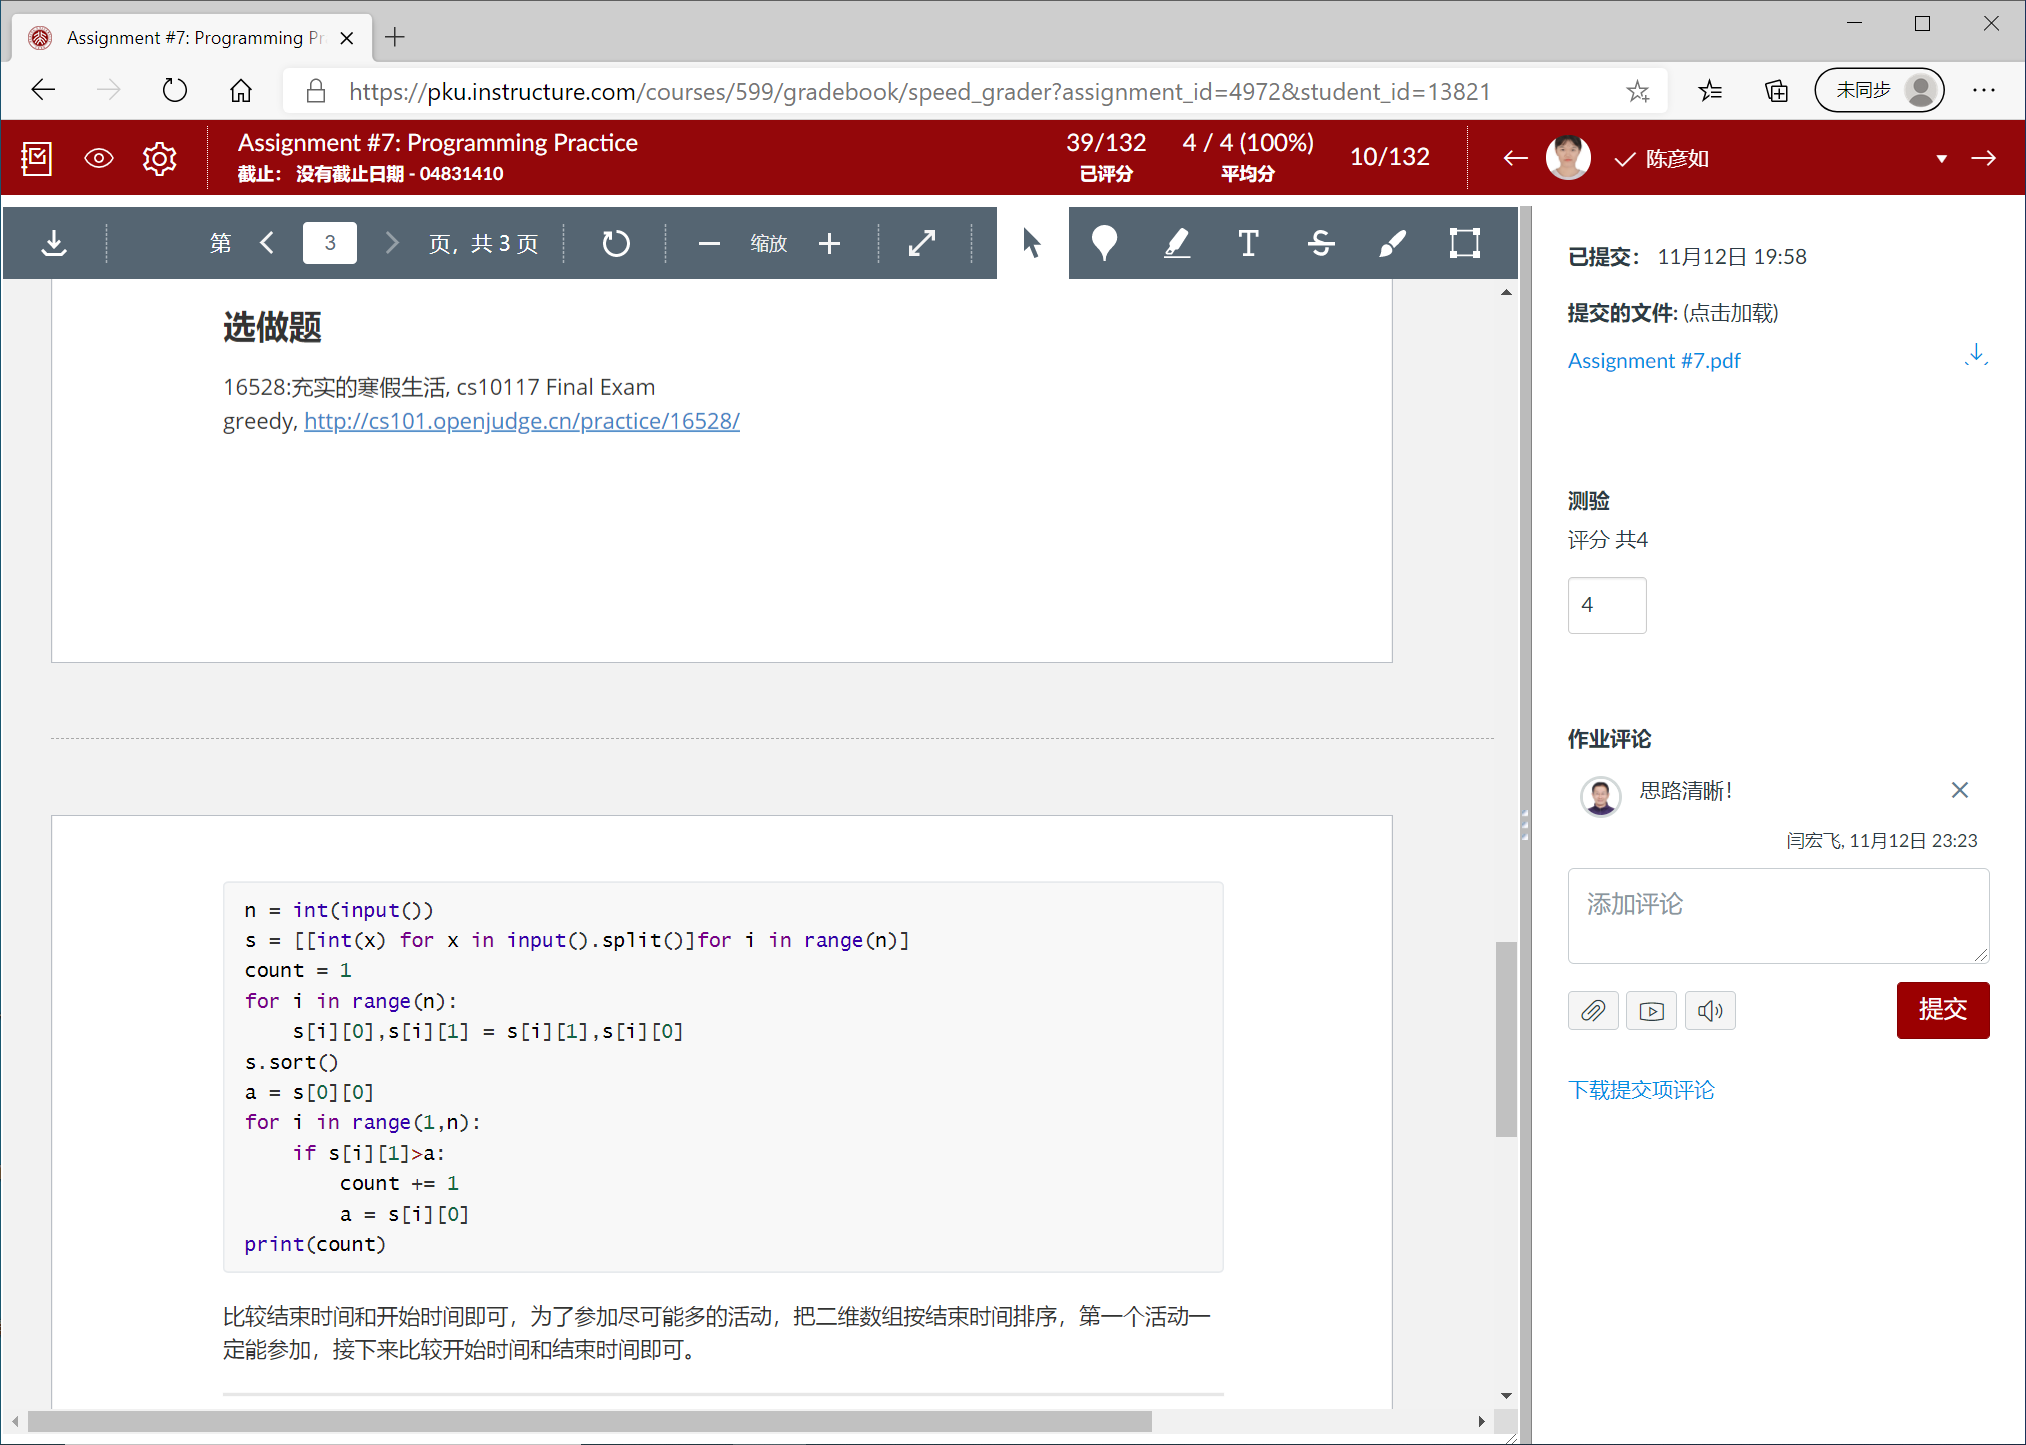 Assignment #7: Programming Pr
https://pku.instructure.com/courses/599/gradebook/speed_grader?assignment_id=4972&student_id=13821
未同步
Assignment #7: Programming Practice
截止： 没有截止日期 - 04831410
39/132
已评分
4 / 4 (100%)
平均分
10/132
陈彦如
第
3
页，共 3 页
缩放
选做题
16528:充实的寒假生活, cs10117 Final Exam
greedy, http://cs101.openjudge.cn/practice/16528/
n = int(input())
s = [[int(x) for x in input().split()]for i in range(n)]
count = 1
for i in range(n):
    s[i][0],s[i][1] = s[i][1],s[i][0]
s.sort()
a = s[0][0]
for i in range(1,n):
    if s[i][1]>a:
        count += 1
        a = s[i][0]
print(count)
比较结束时间和开始时间即可，为了参加尽可能多的活动，把二维数组按结束时间排序，第一个活动一
定能参加，接下来比较开始时间和结束时间即可。
已提交： 11月12日 19:58
提交的文件: (点击加载)
Assignment #7.pdf
测验
评分 共4
4
作业评论
思路清晰！
闫宏飞, 11月12日 23:23
添加评论
提交
下载提交项评论